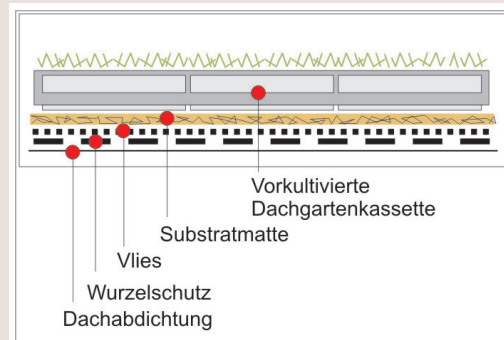 Vorkultivierte
Dachgartenkassette
Substratmatte
Vlies
Wurzelschutz
Dachabdichtung